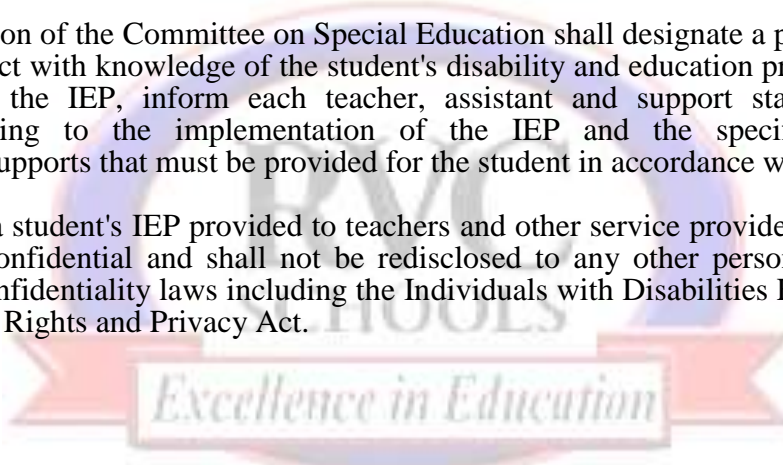 on of the Committee on Special Education shall designate a p
ct with knowledge of the student's disability and education pr
the IEP, inform each teacher, assistant and support sta
ing to the implementation of the IEP and the speci
upports that must be provided for the student in accordance w
a student's IEP provided to teachers and other service provide
onfidential and shall not be redisclosed to any other perso
nfidentiality laws including the Individuals with Disabilities
Rights and Privacy Act.
RVC
SCHOOLS
Excellence in Education